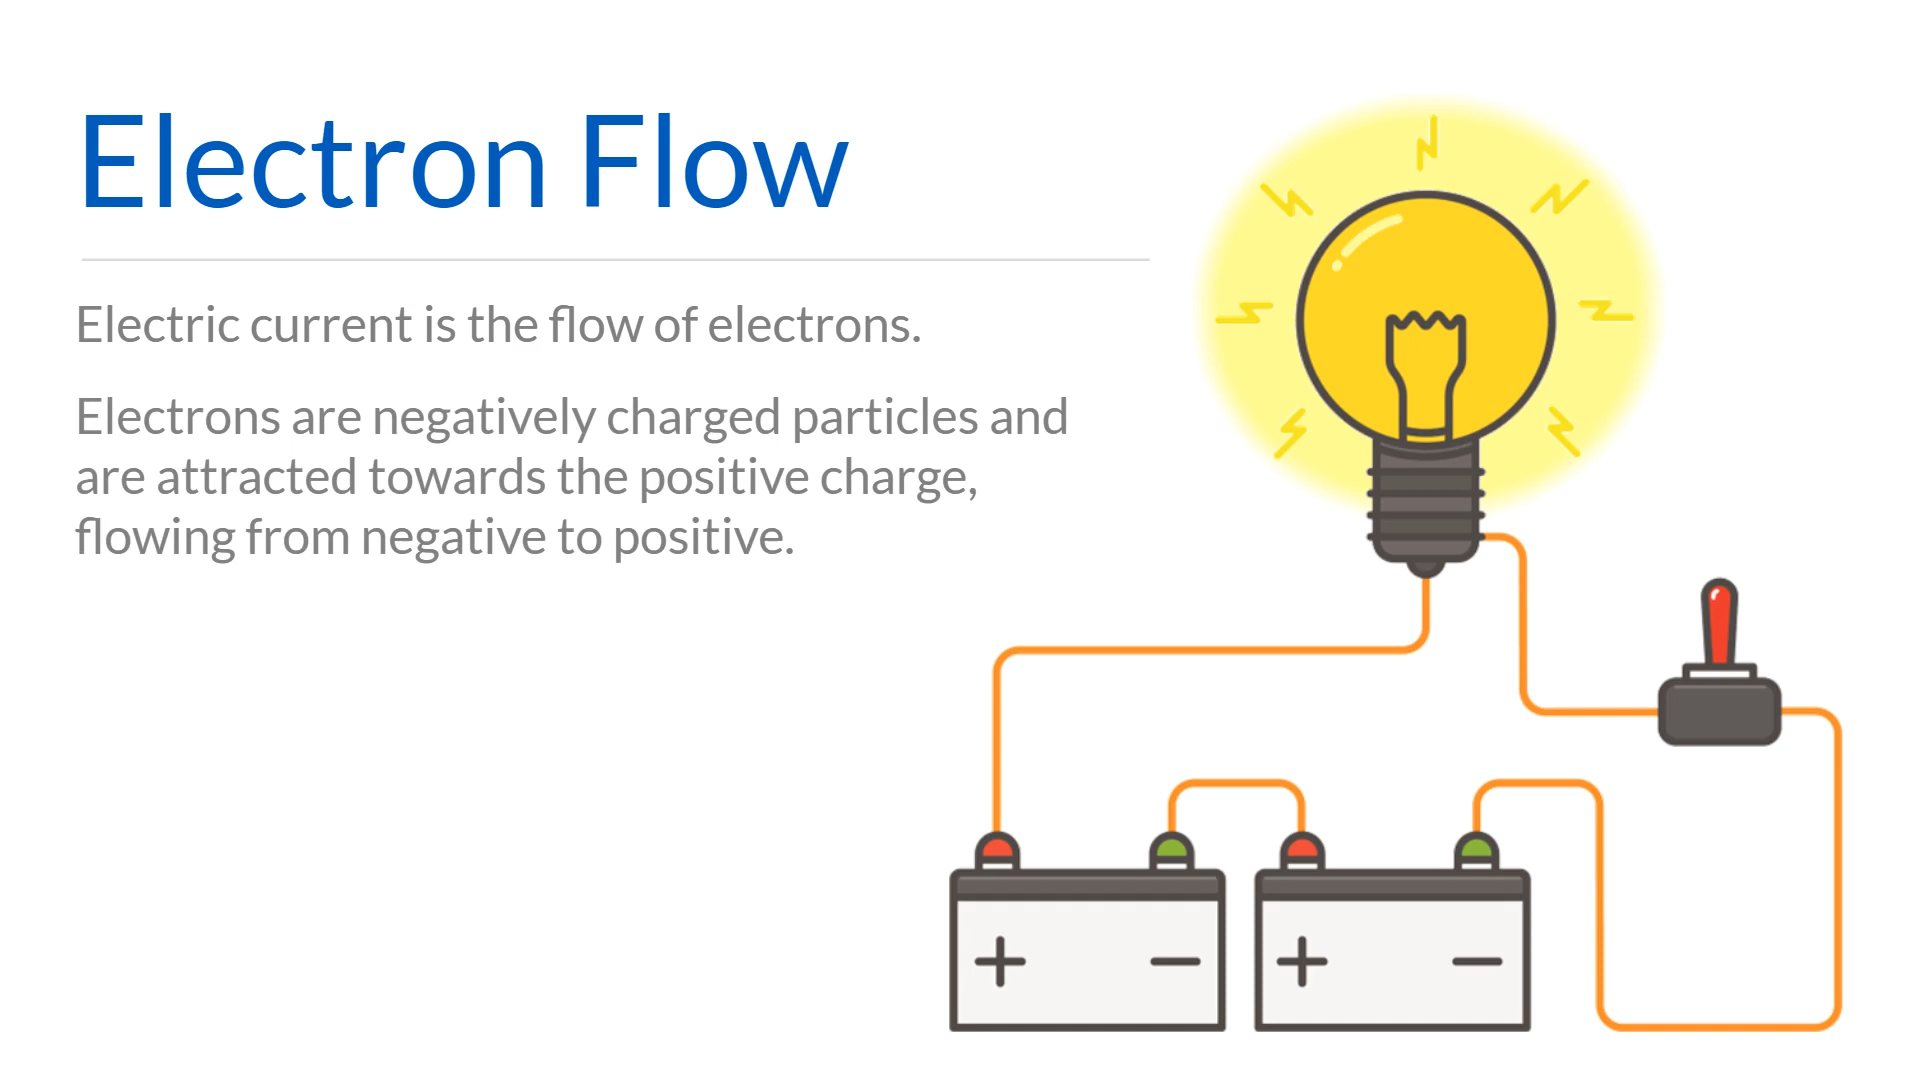 Electron Flow
Electric current is the flow of electrons.
Electrons are negatively charged particles and
are attracted towards the positive charge,
flowing from negative to positive.
+ − + −